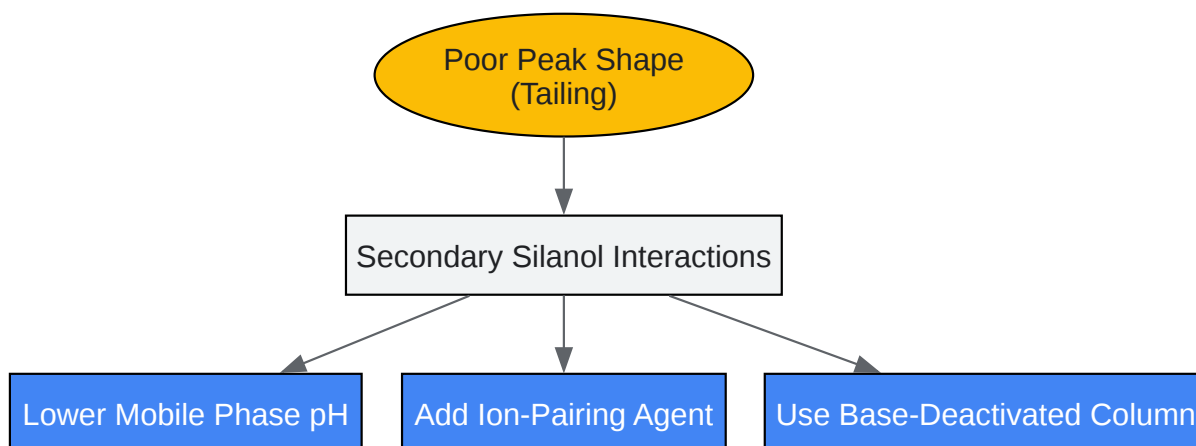 Poor Peak Shape
(Tailing)
Secondary Silanol Interactions
Lower Mobile Phase pH
Add Ion-Pairing Agent
Use Base-Deactivated Column